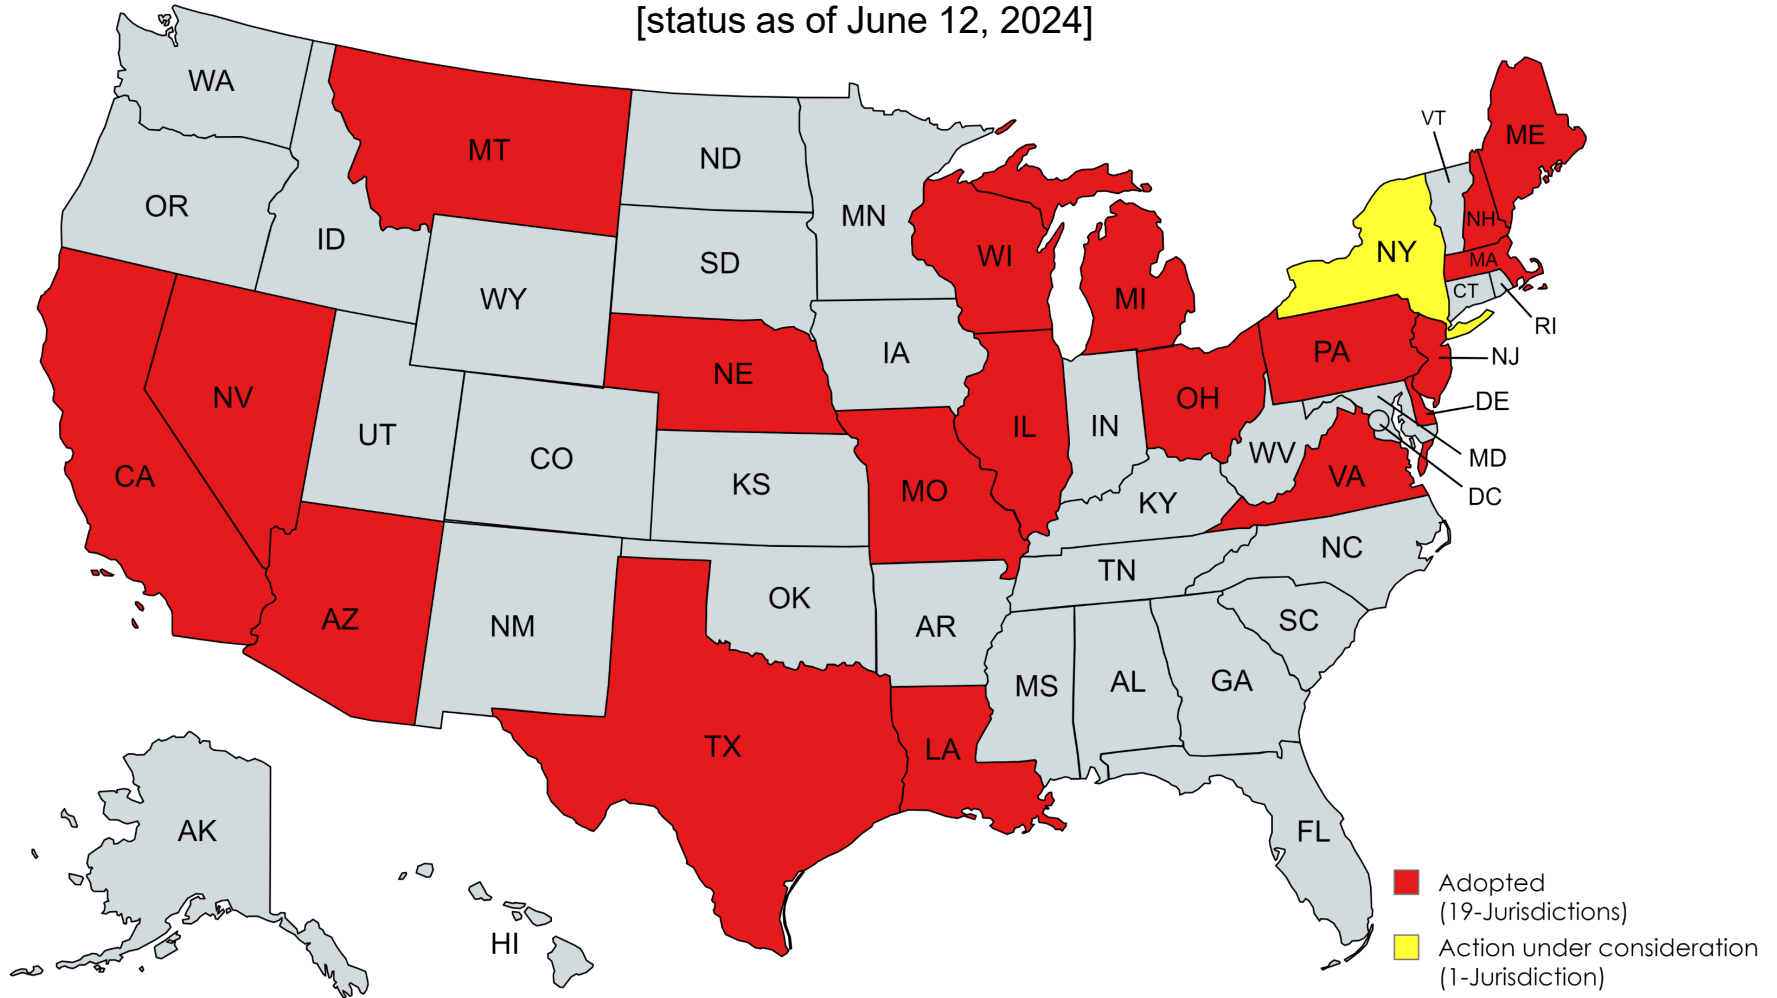 [status as of June 12, 2024]
WA
MT
ND
VT
ME
OR
ID
MN
NH
WI
NY
MA
SD
WY
MI
CT
RI
IA
PA
NJ
NE
NV
OH
DE
UT
CO
IL
IN
WV
MD
CA
KS
MO
VA
DC
KY
NC
TN
AZ
NM
OK
AR
SC
MS
AL
GA
TX
LA
AK
FL
HI
Adopted
(19-Jurisdictions)
Action under consideration
(1-Jurisdiction)